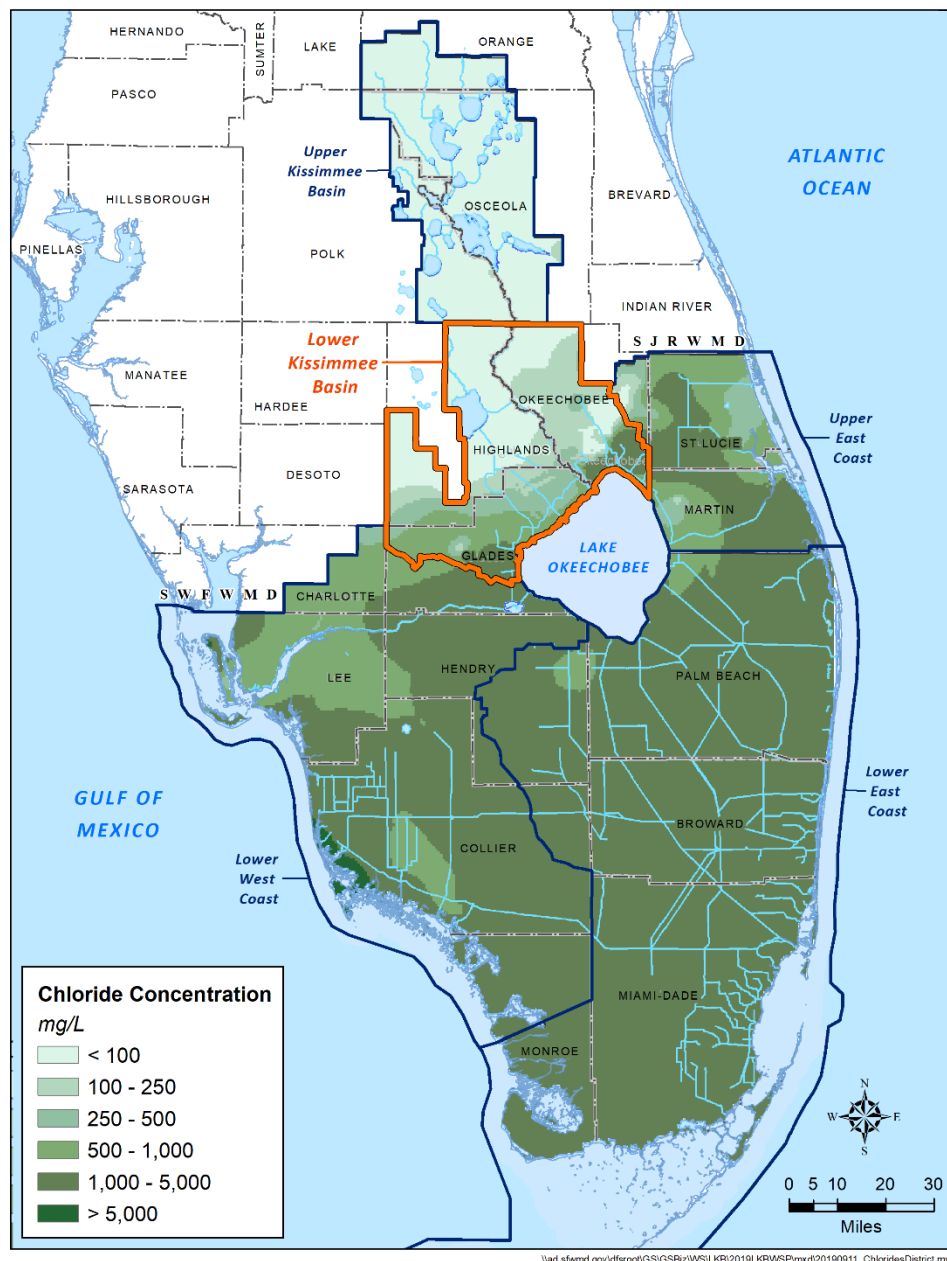 HERNANDO
SUMTER
LAKE
ORANGE
PASCO
Upper
Kissimmee
Basin
ATLANTIC
OCEAN
HILLSBOROUGH
OSCEOLA
BREVARD
PINELLAS
POLK
INDIAN RIVER
S J R W M D
Lower
Kissimmee
Basin
MANATEE
HARDEE
OKEECHOBEE
Upper
East
Coast
HIGHLANDS
ST LUCIE
Okeechobee
DESOTO
SARASOTA
MARTIN
LAKE
OKEECHOBEE
GLADES
S W F W M D
CHARLOTTE
LEE
HENDRY
PALM BEACH
GULF OF
MEXICO
Lower
East
Coast
BROWARD
COLLIER
Lower
West
Coast
MIAMI-DADE
MONROE
Chloride Concentration
mg/L
< 100
100 - 250
250 - 500
500 - 1,000
1,000 - 5,000
> 5,000
N
W E
S
0 5 10 20 30
Miles